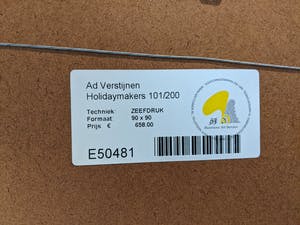 Ad Verstijnen
Holidaymakers 101/200
Techniek: ZEEFDRUK
Formaat: 90 x 90
Prijs € 658.00
E50481